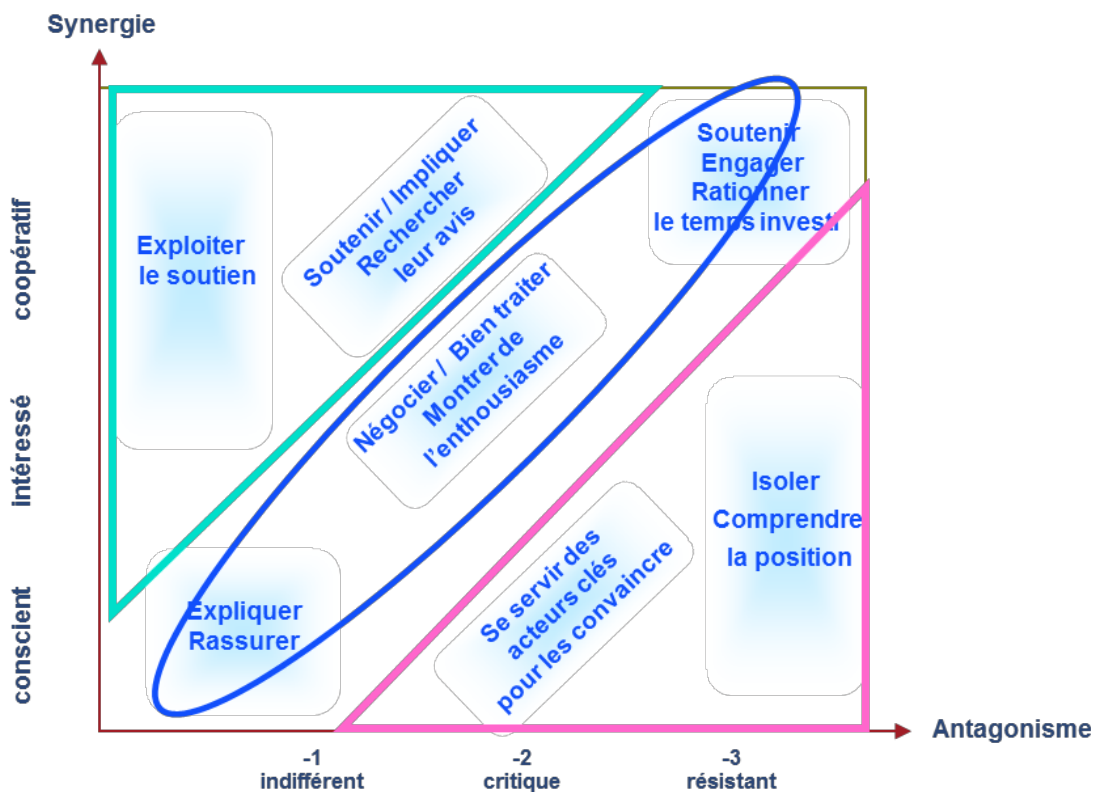 Synergie
coopératif
intéressé
conscient
Exploiter
le soutien
Soutenir / Impliquer
Rechercher
leur avis
Soutenir
Engager
Rationner
le temps investi
Négocier / Bien traiter
Montrer de
l'enthousiasme
Expliquer
Rassurer
Se servir des
acteurs clés
pour les convaincre
Isoler
Comprendre
la position
Antagonisme
-1
indifférent
-2
critique
-3
résistant